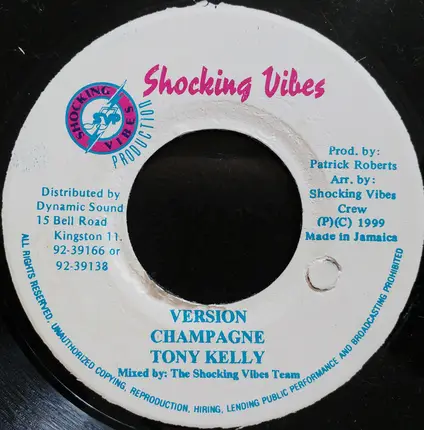 Shocking Vibes
SHOCKING VIBES
SVP
PRODUCTION
Prod. by:
Patrick Roberts
Arr. by:
Shocking Vibes
Crew
(P)(C) 1999
Made in Jamaica
Distributed by
Dynamic Sound
15 Bell Road
Kingston 11.
92-39166 or
92-39138
VERSION
CHAMPAGNE
TONY KELLY
Mixed by: The Shocking Vibes Team
ALL RIGHTS RESERVED, UNAUTHORIZED COPYING, REPRODUCTION, HIRING, LENDING PUBLIC PERFORMANCE AND BROADCASTING PROHIBITED